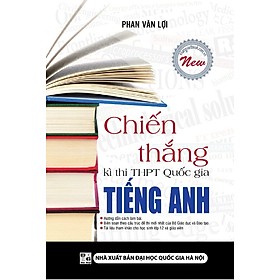 PHAN VĂN LỢI
New
Chiến
thắng
kì thi THPT Quốc gia
TIẾNG ANH
Hướng dẫn cách làm bài.
Biên soạn theo cấu trúc đề thi mới nhất của Bộ Giáo dục và Đào tạo.
Tài liệu tham khảo cho học sinh lớp 12 và giáo viên
NHÀ XUẤT BẢN ĐẠI HỌC QUỐC GIA HÀ NỘI